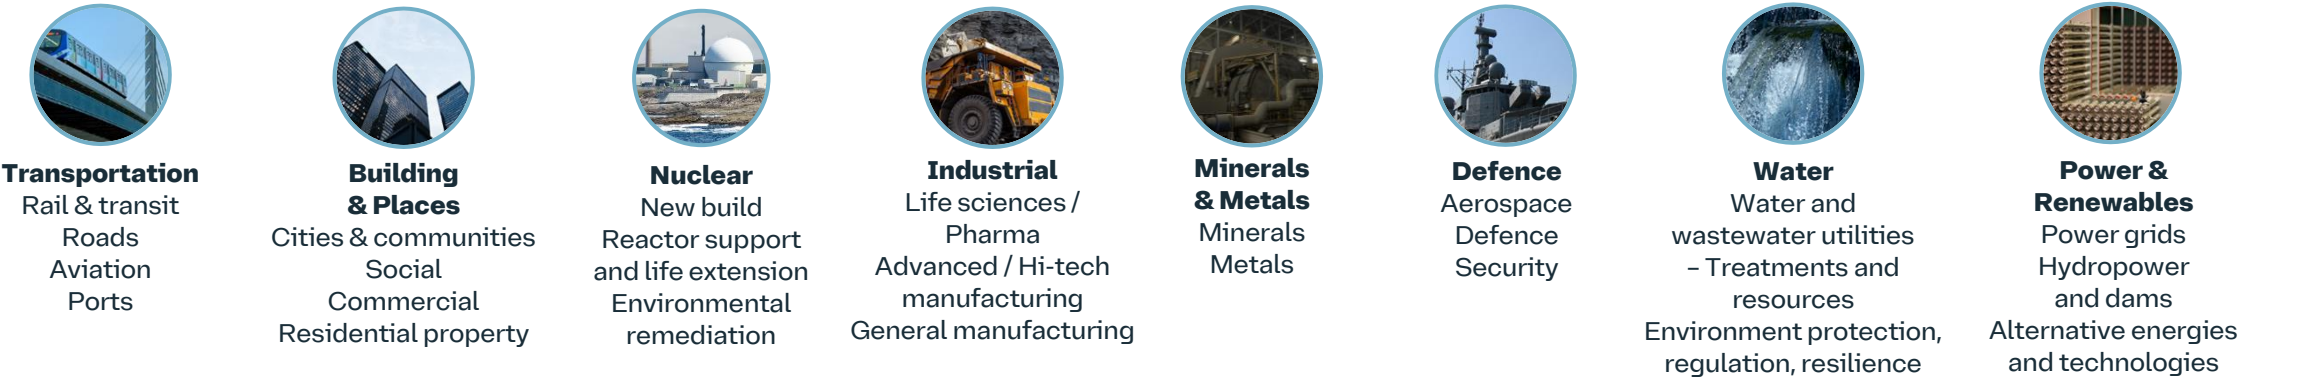 Transportation
Rail & transit
Roads
Aviation
Ports
Building
& Places
Cities & communities
Social
Commercial
Residential property
Nuclear
New build
Reactor support
and life extension
Environmental
remediation
Industrial
Life sciences /
Pharma
Advanced / Hi-tech
manufacturing
General manufacturing
Minerals
& Metals
Minerals
Metals
Defence
Aerospace
Defence
Security
Water
Water and
wastewater utilities
– Treatments and
resources
Environment protection,
regulation, resilience
Power &
Renewables
Power grids
Hydropower
and dams
Alternative energies
and technologies